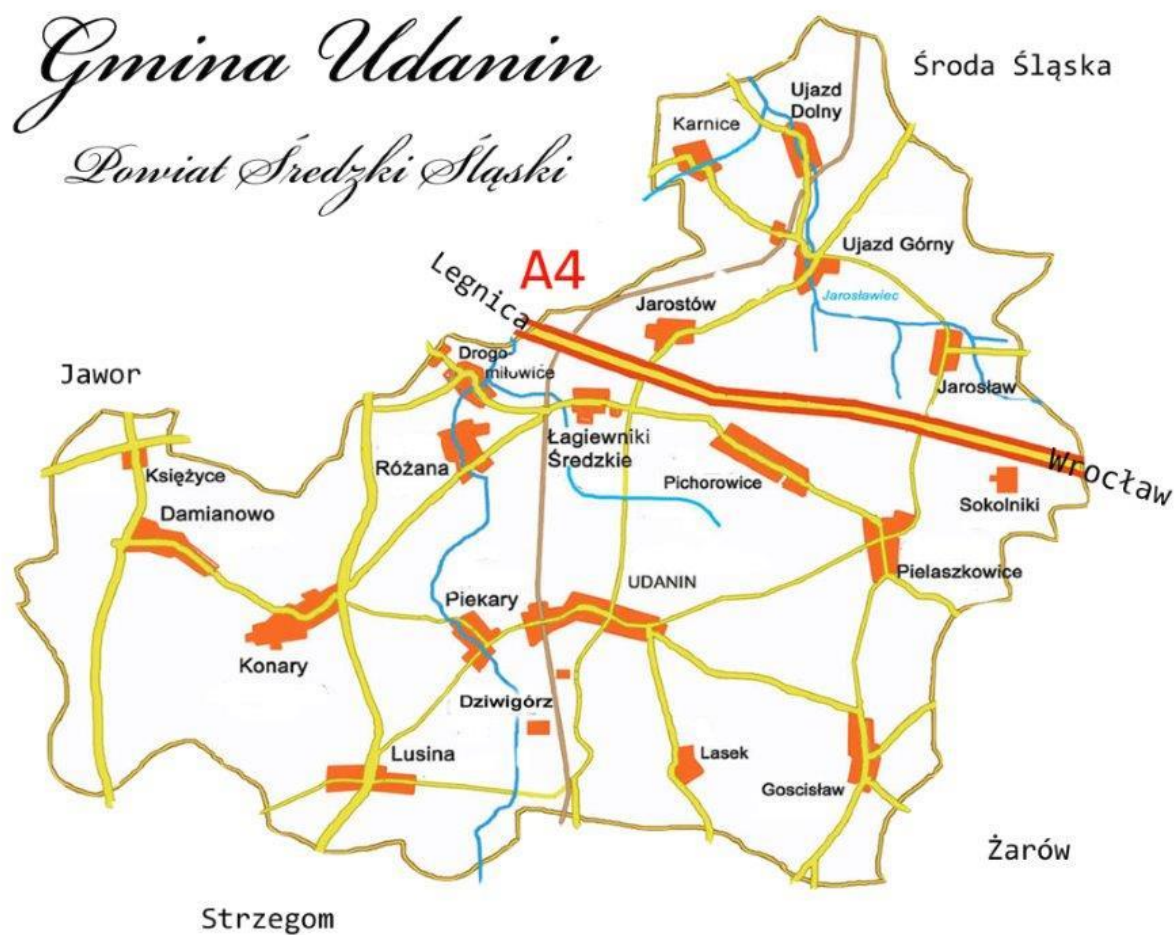 Gmina Udanin
Powiat Średzki Śląski
Środa Śląska
Ujazd
Dolny
Karnice
Ujazd Górny
Legnica
A4
Jarosławiec
Jarostów
Drogo
miłowice
Jawor
Jarosław
Łagiewniki
Średzkie
Różana
Księżyce
Pichorowice
Wrocław
Sokolniki
Damianowo
Pielaszkowice
UDANIN
Piekary
Konary
Dziwigórz
Lusina
Lasek
Goscisław
Żarów
Strzegom